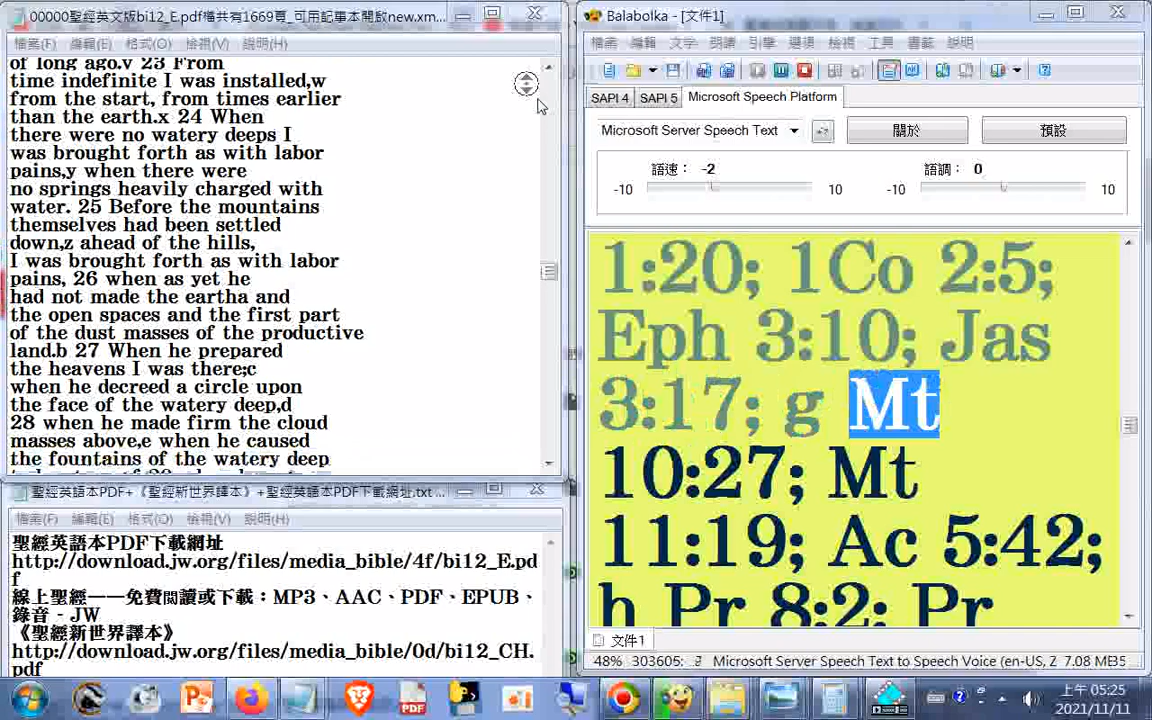 00000聖經英文版bi12_E.pdf檔共有1669頁_可用記事本開啟new.xm...
檔案(F) 編輯(E) 格式(O) 檢視(V) 說明(H)
of long ago.v 23 From
time indefinite I was installed,w
from the start, from times earlier
than the earth.x 24 When
there were no watery deeps I
was brought forth as with labor
pains,y when there were
no springs heavily charged with
water. 25 Before the mountains
themselves had been settled
down,z ahead of the hills,
I was brought forth as with labor
pains, 26 when as yet he
had not made the eartha and
the open spaces and the first part
of the dust masses of the productive
land.b 27 When he prepared
the heavens I was there;c
when he decreed a circle upon
the face of the watery deep,d
28 when he made firm the cloud
masses above,e when he caused
the fountains of the watery deep
聖經英語本PDF+《聖經新世界譯本》+聖經英語本PDF下載網址.txt ...
檔案(F) 編輯(E) 格式(O) 檢視(V) 說明(H)
聖經英語本PDF下載網址
http://download.jw.org/files/media_bible/4f/bi12_E.pd
f
線上聖經——免費閱讀或下載：MP3、AAC、PDF、EPUB、
錄音 - JW
《聖經新世界譯本》
http://download.jw.org/files/media_bible/0d/bi12_CH.
pdf
Balabolka - [文件1]
檔案 編輯 文字 朗讀 引擎 選項 檢視 工具 書籤 說明
SAPI 4 SAPI 5 Microsoft Speech Platform
Microsoft Server Speech Text
關於 預設
語速： -2 語調： 0
-10 10 -10 10
1:20; 1Co 2:5;
Eph 3:10; Jas
3:17; g Mt
10:27; Mt
11:19; Ac 5:42;
h Pr 8:2; Pr
文件1
48% 303605: Microsoft Server Speech Text to Speech Voice (en-US, Z 7.08 MB
上午 05:25
2021/11/11